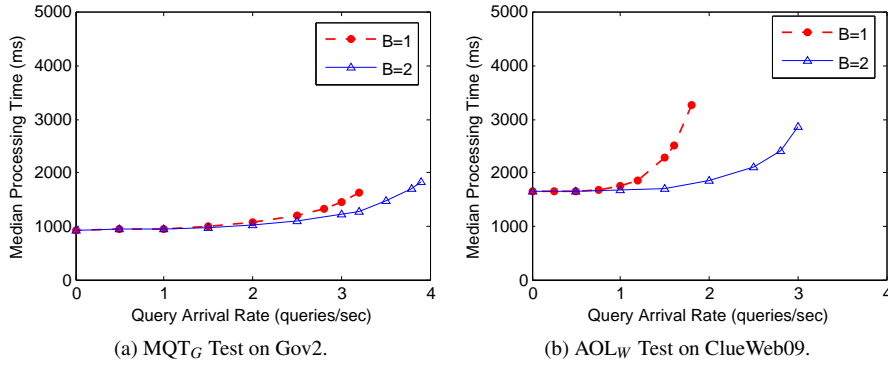 5000
4000
3000
2000
1000
0
Median Processing Time (ms)
0 1 2 3 4
Query Arrival Rate (queries/sec)
B=1
B=2
(a) MQT_G Test on Gov2.
5000
4000
3000
2000
1000
0
Median Processing Time (ms)
0 1 2 3 4
Query Arrival Rate (queries/sec)
B=1
B=2
(b) AOL_W Test on ClueWeb09.